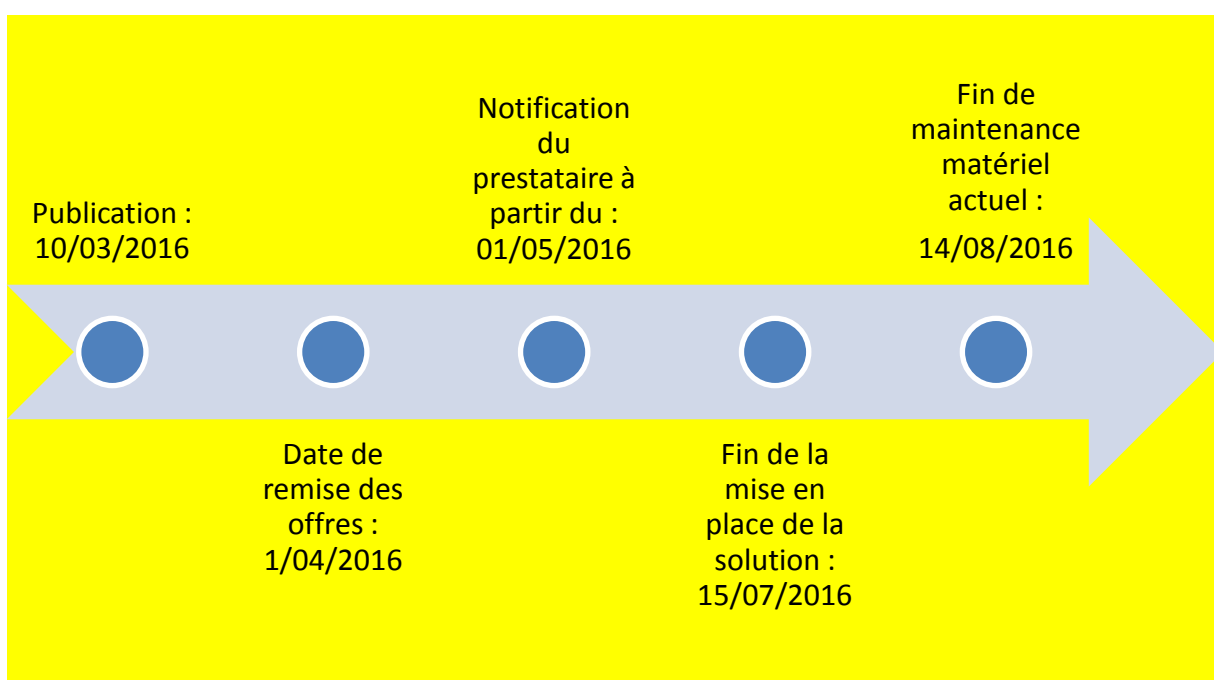 Publication :
10/03/2016
Date de
remise des
offres :
1/04/2016
Notification
du
prestataire à
partir du :
01/05/2016
Fin de la
mise en
place de la
solution :
15/07/2016
Fin de
maintenance
matériel
actuel :
14/08/2016